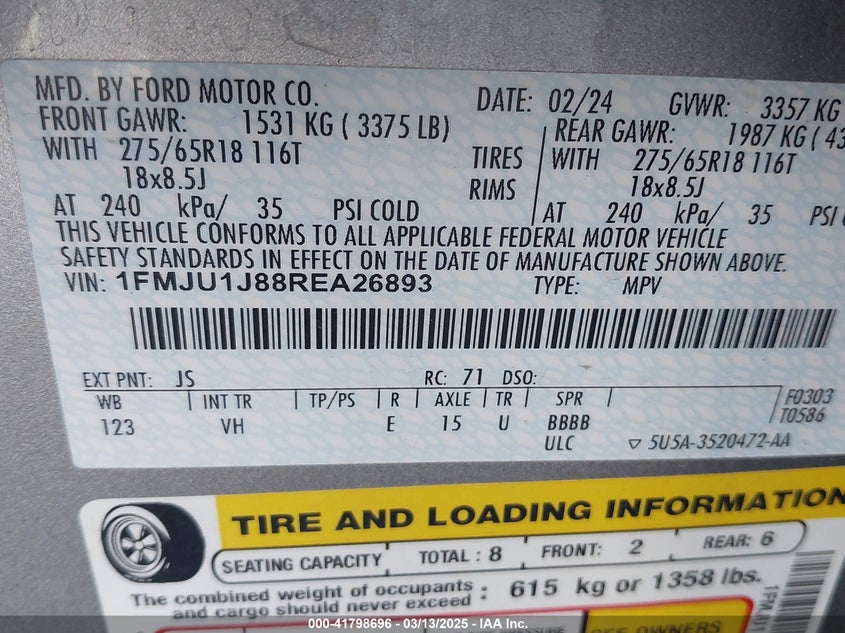 MFD. BY FORD MOTOR CO. DATE: 02/24 GVWR: 3357 KG
FRONT GAWR: 1531 KG ( 3375 LB) REAR GAWR: 1987 KG (43
WITH 275/65R18 116T TIRES WITH 275/65R18 116T
18x8.5J RIMS 18x8.5J
AT 240 kPa/ 35 PSI COLD AT 240 kPa/ 35 PSI
THIS VEHICLE CONFORMS TO ALL APPLICABLE FEDERAL MOTOR VEHICLE
SAFETY STANDARDS IN EFFECT ON THE DATE OF MANUFACTURE SHOWN ABOVE.
VIN: 1FMJU1J88REA26893 TYPE: MPV
EXT PNT: JS RC: 71 DSO:
WB INT TR TP/PS R AXLE TR SPR F0303
123 VH E 15 U BBBB T0586
ULC ▽ 5U5A-3520472-AA
TIRE AND LOADING INFORMATION
SEATING CAPACITY TOTAL : 8 FRONT: 2 REAR: 6
The combined weight of occupants and cargo should never exceed : 615 kg or 1358 lbs.
SEE OWNERS
000-41798696 - 03/13/2025 - IAA Inc.